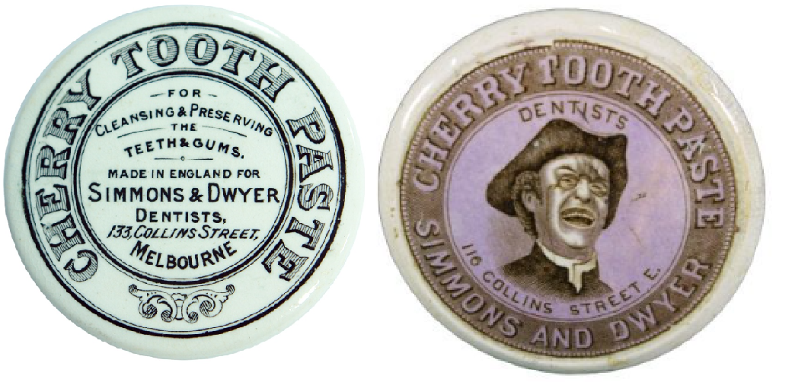 CHERRY TOOTH PASTE
FOR
CLEANSING & PRESERVING
THE
TEETH & GUMS.
MADE IN ENGLAND FOR
SIMMONS & DWYER
DENTISTS,
133, COLLINS STREET,
MELBOURNE
CHERRY TOOTH PASTE
DENTISTS
116 COLLINS STREET E.
SIMMONS AND DWYER